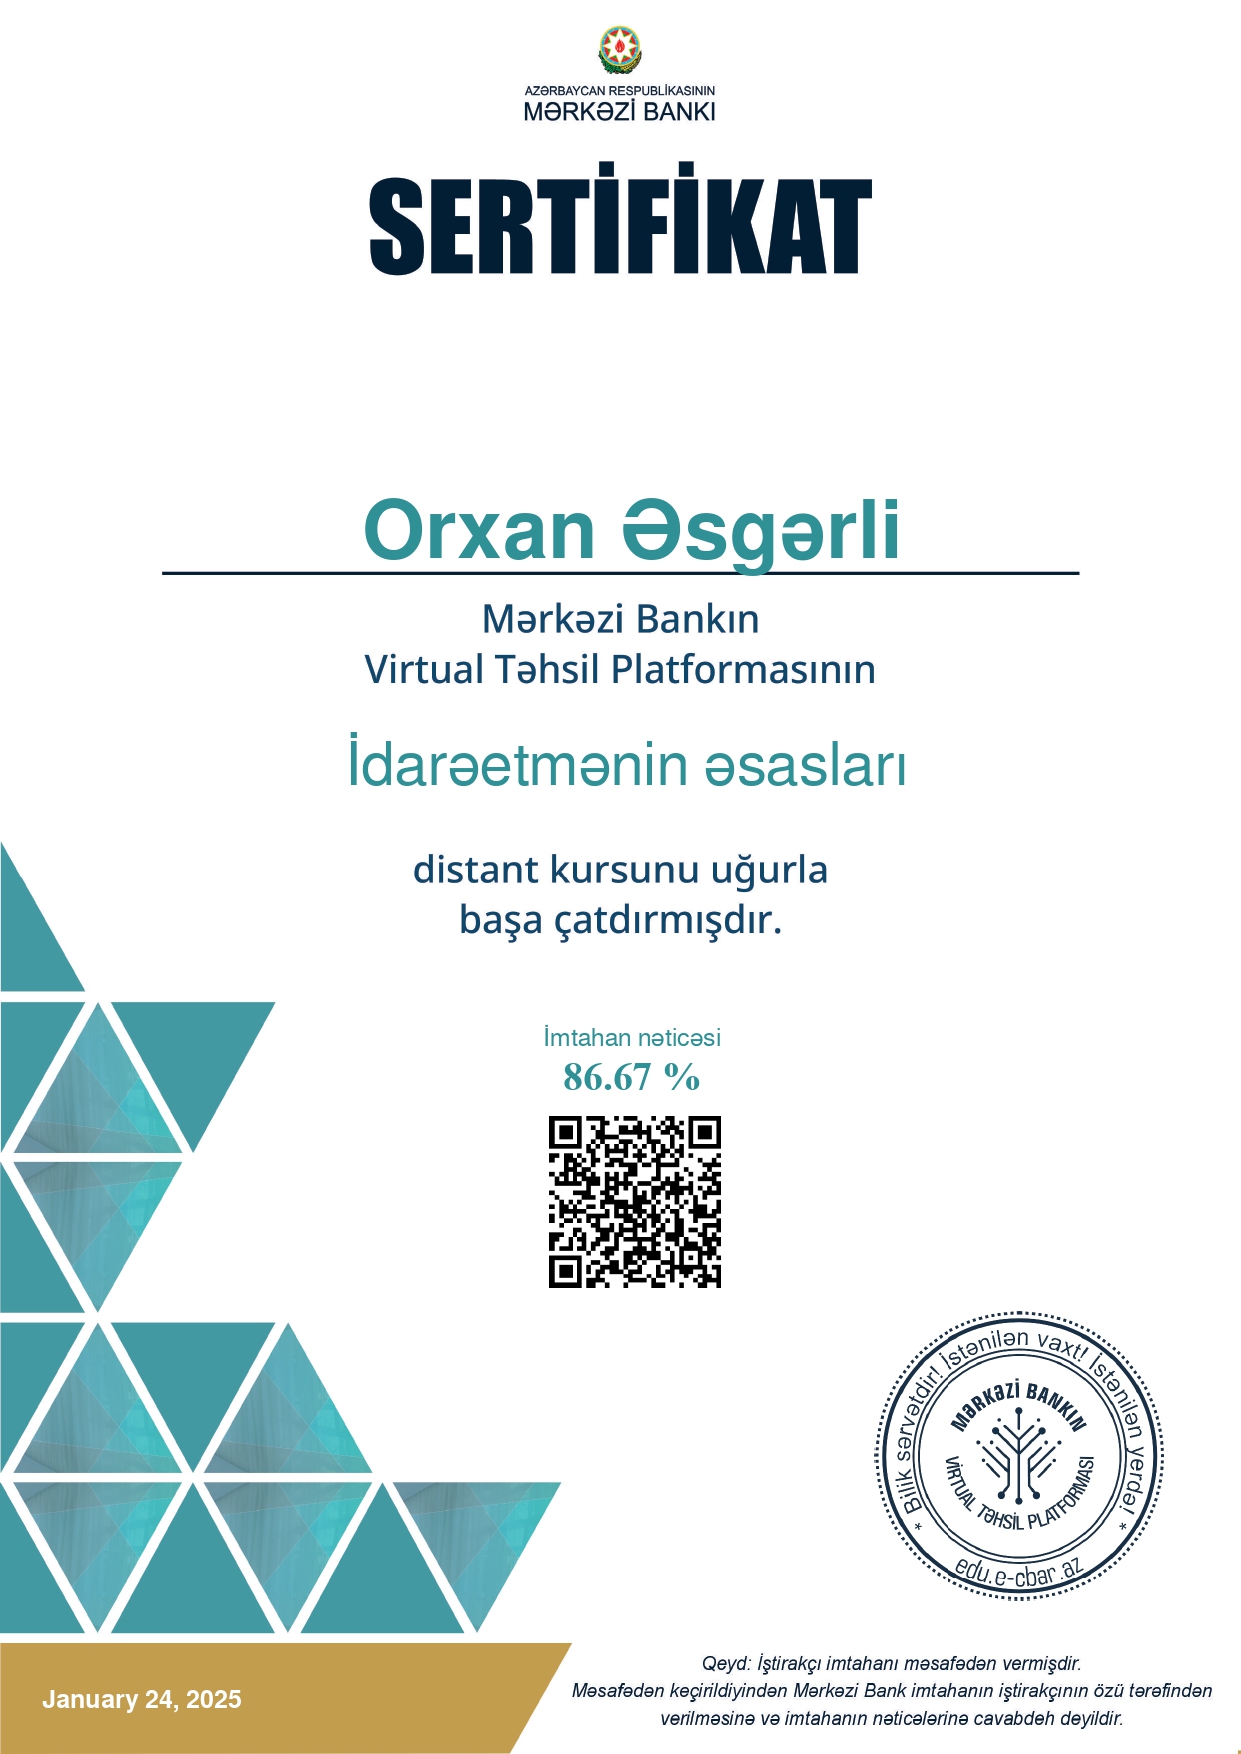 AZƏRBAYCAN RESPUBLİKASININ
MƏRKƏZİ BANKI
SERTİFİKAT
Orxan Əsgərli
Mərkəzi Bankın
Virtual Təhsil Platformasının
İdarəetmənin əsasları
distant kursunu uğurla
başa çatdırmışdır.
İmtahan nəticəsi
86.67 %
* Bilik sərvətdir! İstənilən vaxt! İstənilən yerdə! *
MƏRKƏZİ BANKIN
VİRTUAL TƏHSİL PLATFORMASI
edu.e-cbar.az
January 24, 2025
Qeyd: İştirakçı imtahanı məsafədən vermişdir.
Məsafədən keçirildiyindən Mərkəzi Bank imtahanın iştirakçının özü tərəfindən
verilməsinə və imtahanın nəticələrinə cavabdeh deyildir.